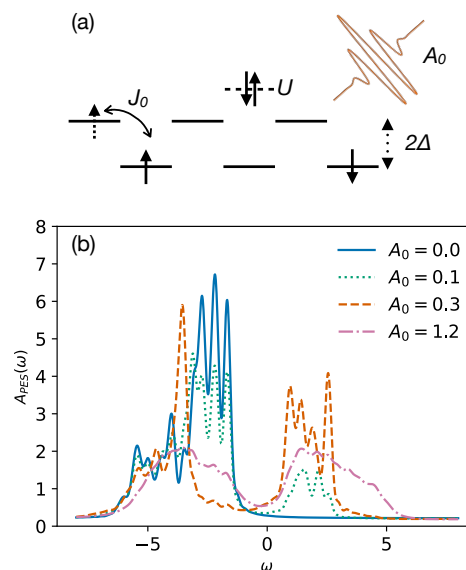 (a)
A₀
J₀
U
2Δ
(b)
A₀ = 0.0
A₀ = 0.1
A₀ = 0.3
A₀ = 1.2
A_PES(ω)
8
7
6
5
4
3
2
1
0
−5 0 5
ω